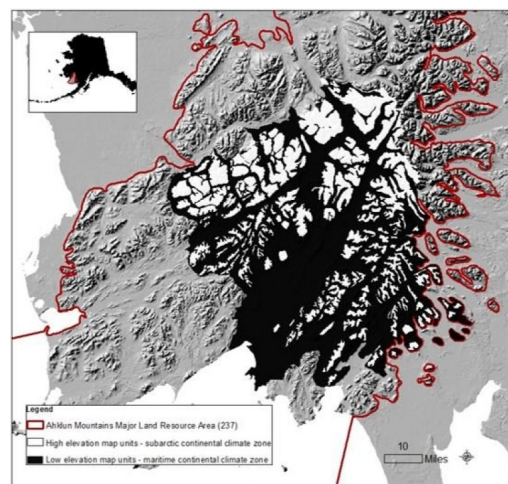 Legend
Ahklun Mountains Major Land Resource Area (237)
High elevation map units - subarctic continental climate zone
Low elevation map units - maritime continental climate zone
10
Miles